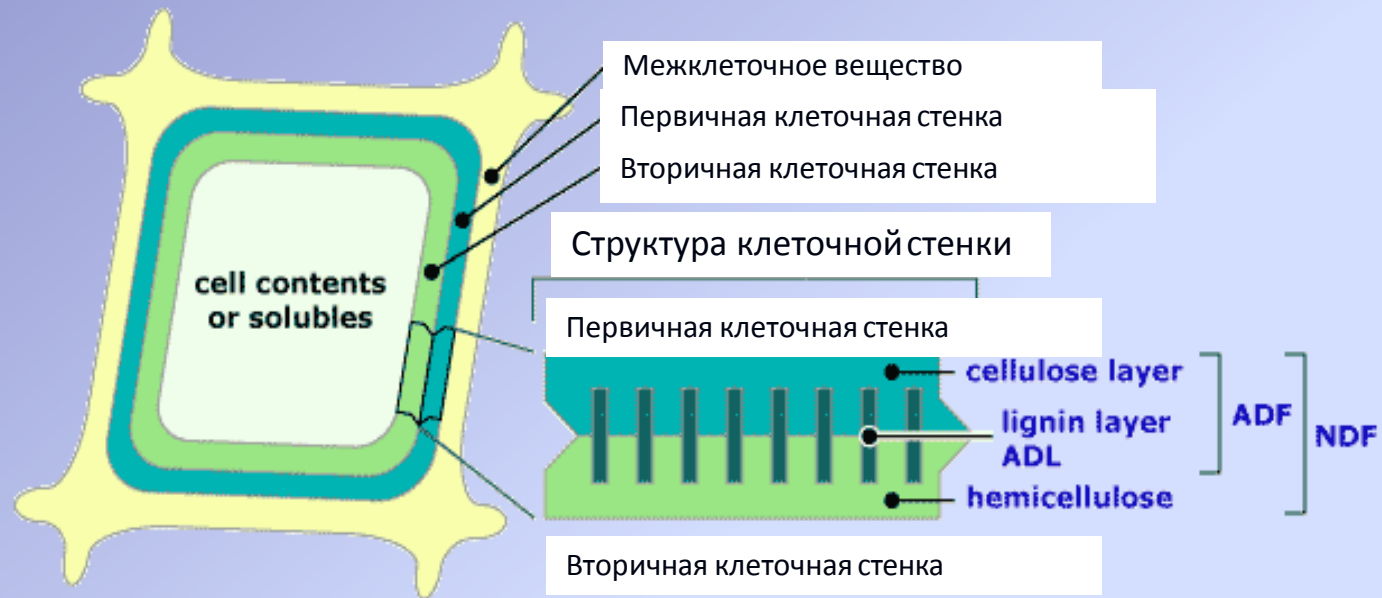 Межклеточное вещество
Первичная клеточная стенка
Вторичная клеточная стенка
Структура клеточной стенки
cell contents
or solubles
Первичная клеточная стенка
cellulose layer
lignin layer
ADL
hemicellulose
ADF
NDF
Вторичная клеточная стенка